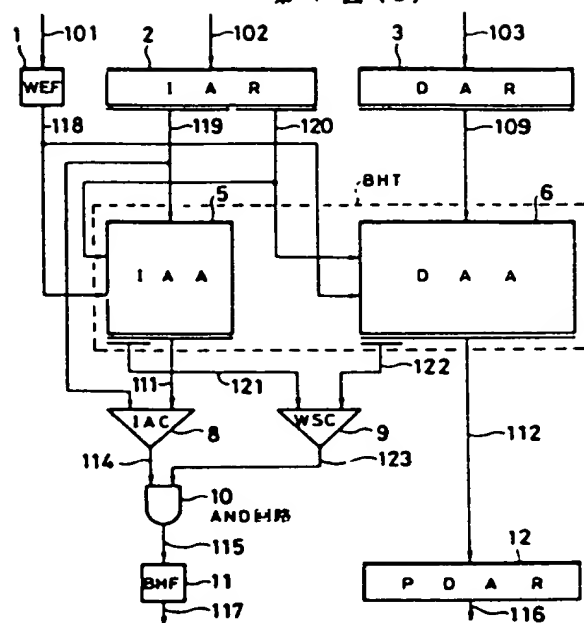 101
102
103
1
2
3
WEF
I A R
D A R
118
119
120
109
BHT
5
6
I A A
D A A
111
121
122
IAC
8
WSC
9
112
114
123
10
AND回路
115
12
BHF
11
P D A R
117
116